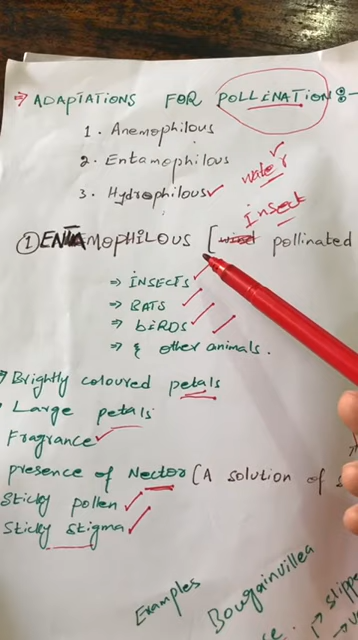 ⇒ ADAPTATIONS FOR POLLINATION :-
1. Anemophilous
2. Entamophilous
3. Hydrophilous ✓ water
insect
① ENTAMOPHILOUS [wind pollinated
⇒ INSECTS ✓
⇒ BATS ✓
⇒ bIRDS ✓
⇒ & other animals.
Brightly coloured petals
Large petals
Fragrance ✓
presence of Nector (A solution of s
Sticky pollen ✓
Sticky stigma ✓
Examples Bougainvillea